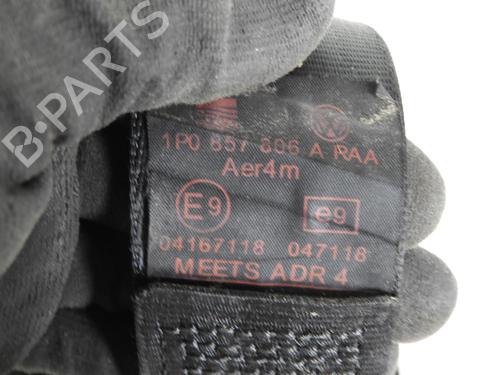 B-PARTS
1P0 857 806 A RAA
Aer4m
E9 e9
04167118 047118
MEETS ADR 4